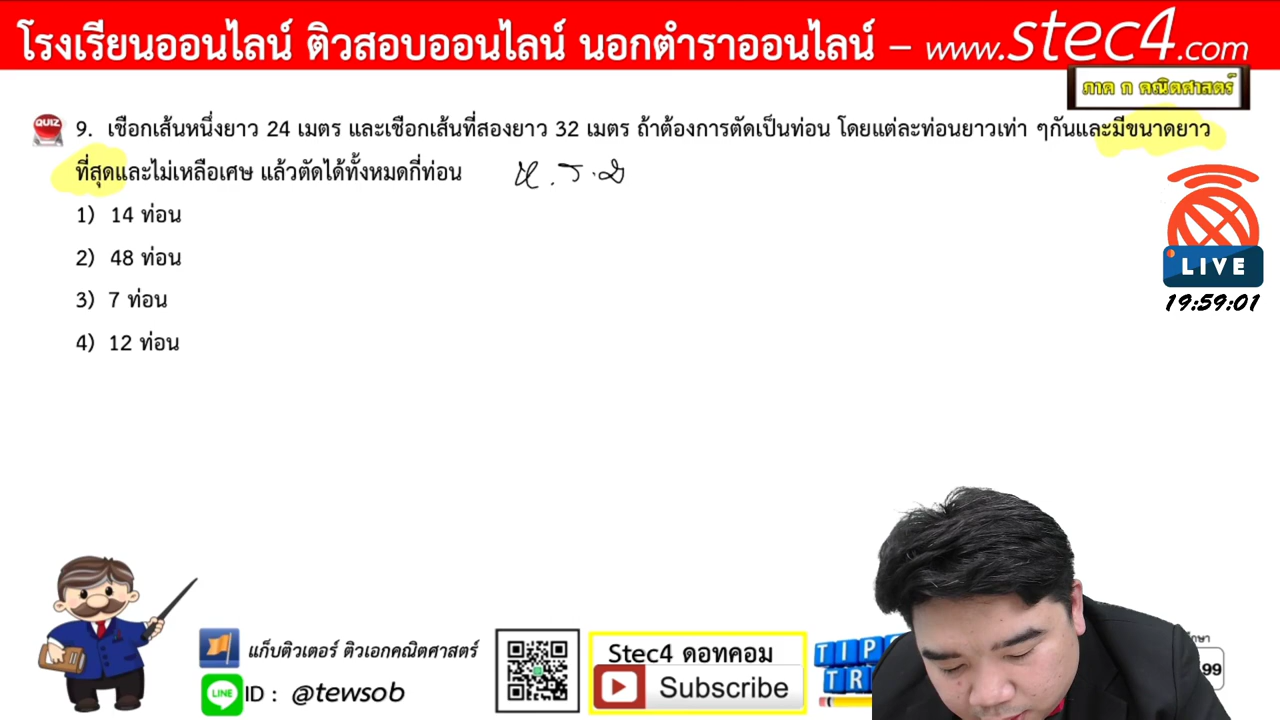 โรงเรียนออนไลน์ ติวสอบออนไลน์ นอกตำราออนไลน์ – www.stec4.com
ภาค ก คณิตศาสตร์
QUIZ
9. เชือกเส้นหนึ่งยาว 24 เมตร และเชือกเส้นที่สองยาว 32 เมตร ถ้าต้องการตัดเป็นท่อน โดยแต่ละท่อนยาวเท่า ๆกันและมีขนาดยาว
ที่สุดและไม่เหลือเศษ แล้วตัดได้ทั้งหมดกี่ท่อน ห.ร.ม
1) 14 ท่อน
2) 48 ท่อน
3) 7 ท่อน
4) 12 ท่อน
LIVE
19:59:01
แก็บติวเตอร์ ติวเอกคณิตศาสตร์
LINE ID : @tewsob
Stec4 ดอทคอม
Subscribe
99